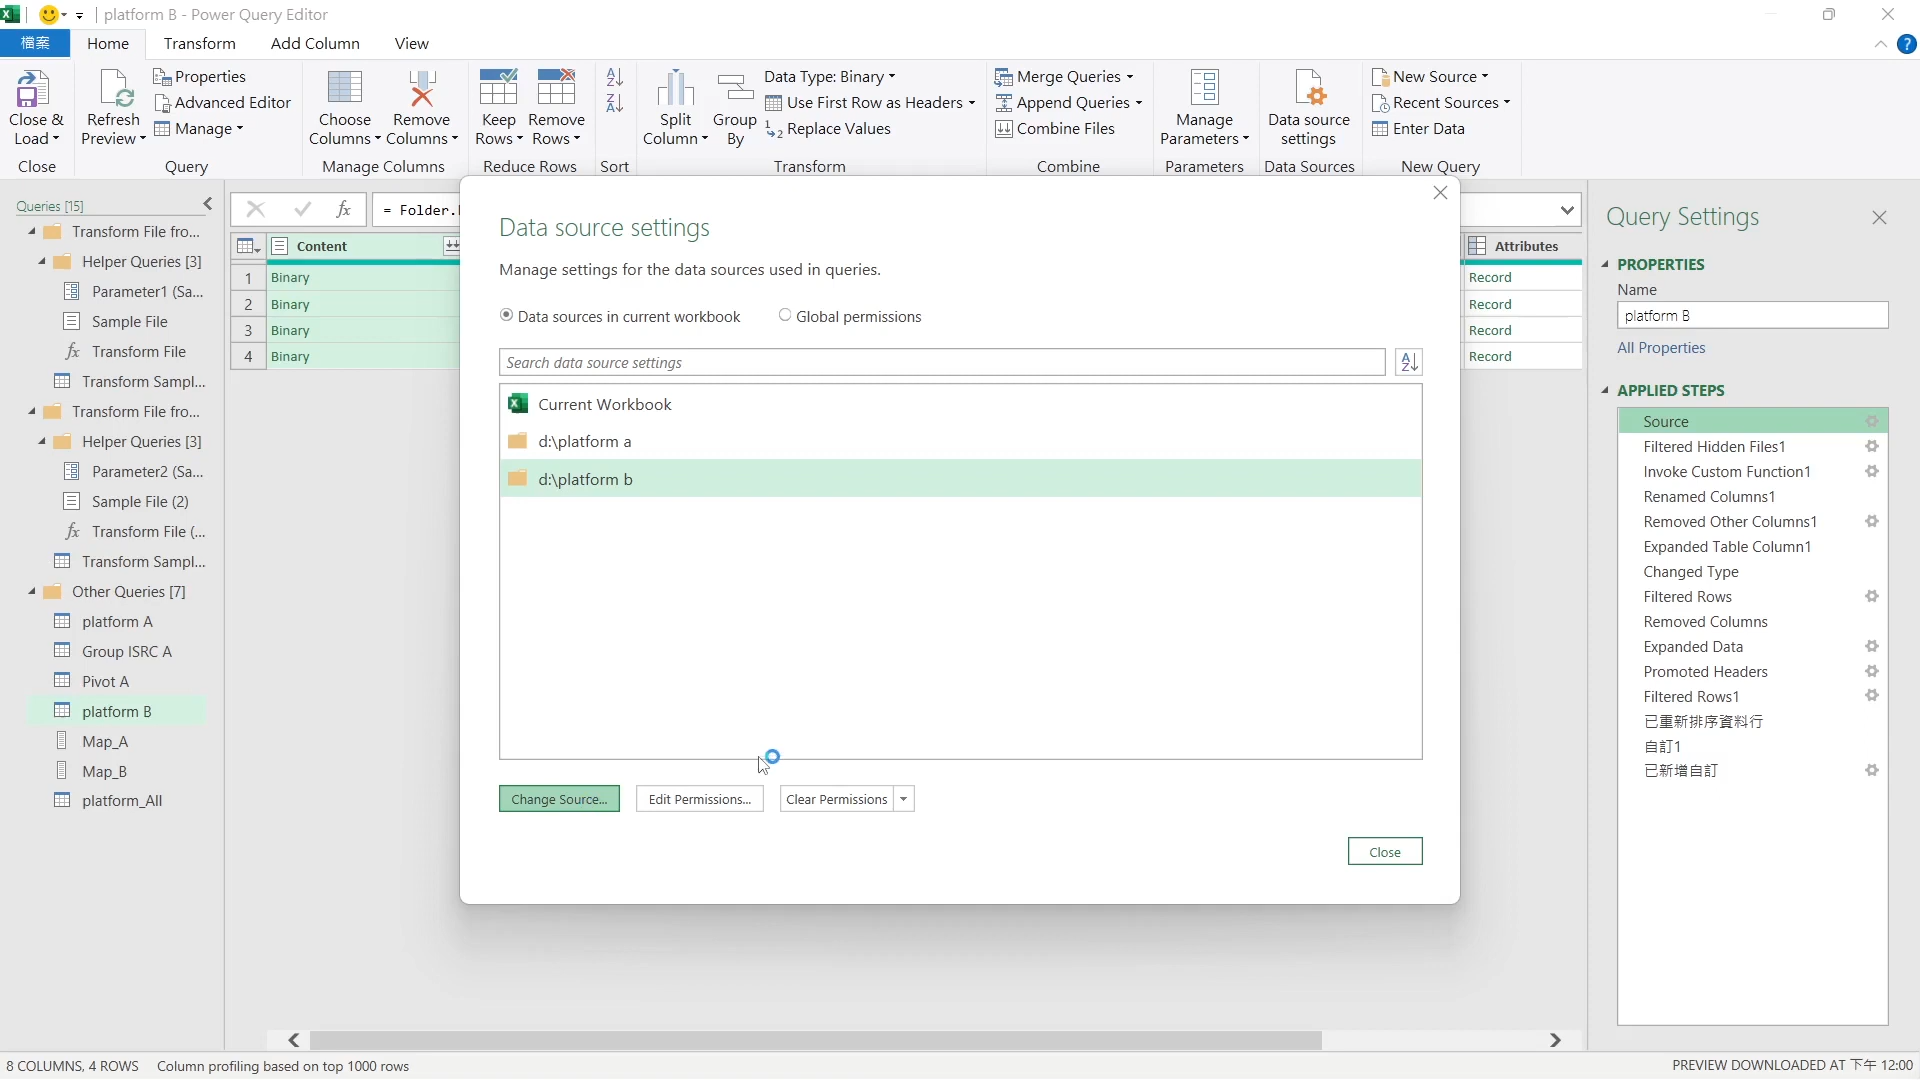 platform B - Power Query Editor
檔案
Home
Transform
Add Column
View
Close &
Load
Close
Refresh
Preview
Properties
Advanced Editor
Manage
Query
Choose
Columns
Remove
Columns
Manage Columns
Keep
Rows
Remove
Rows
Reduce Rows
Sort
Split
Column
Group
By
Data Type: Binary
Use First Row as Headers
Replace Values
Transform
Merge Queries
Append Queries
Combine Files
Combine
Manage
Parameters
Parameters
Data source
settings
Data Sources
New Source
Recent Sources
Enter Data
New Query
Queries [15]
Transform File fro...
Helper Queries [3]
Parameter1 (Sa...
Sample File
Transform File
Transform Sampl...
Transform File fro...
Helper Queries [3]
Parameter2 (Sa...
Sample File (2)
Transform File (...
Transform Sampl...
Other Queries [7]
platform A
Group ISRC A
Pivot A
platform B
Map_A
Map_B
platform_All
fx
= Folder.
Content
1 Binary
2 Binary
3 Binary
4 Binary
Attributes
Record
Record
Record
Record
Data source settings
Manage settings for the data sources used in queries.
Data sources in current workbook
Global permissions
Search data source settings
Current Workbook
d:\platform a
d:\platform b
Change Source...
Edit Permissions...
Clear Permissions
Close
Query Settings
PROPERTIES
Name
platform B
All Properties
APPLIED STEPS
Source
Filtered Hidden Files1
Invoke Custom Function1
Renamed Columns1
Removed Other Columns1
Expanded Table Column1
Changed Type
Filtered Rows
Removed Columns
Expanded Data
Promoted Headers
Filtered Rows1
已重新排序資料行
自訂1
已新增自訂
8 COLUMNS, 4 ROWS
Column profiling based on top 1000 rows
PREVIEW DOWNLOADED AT 下午 12:00